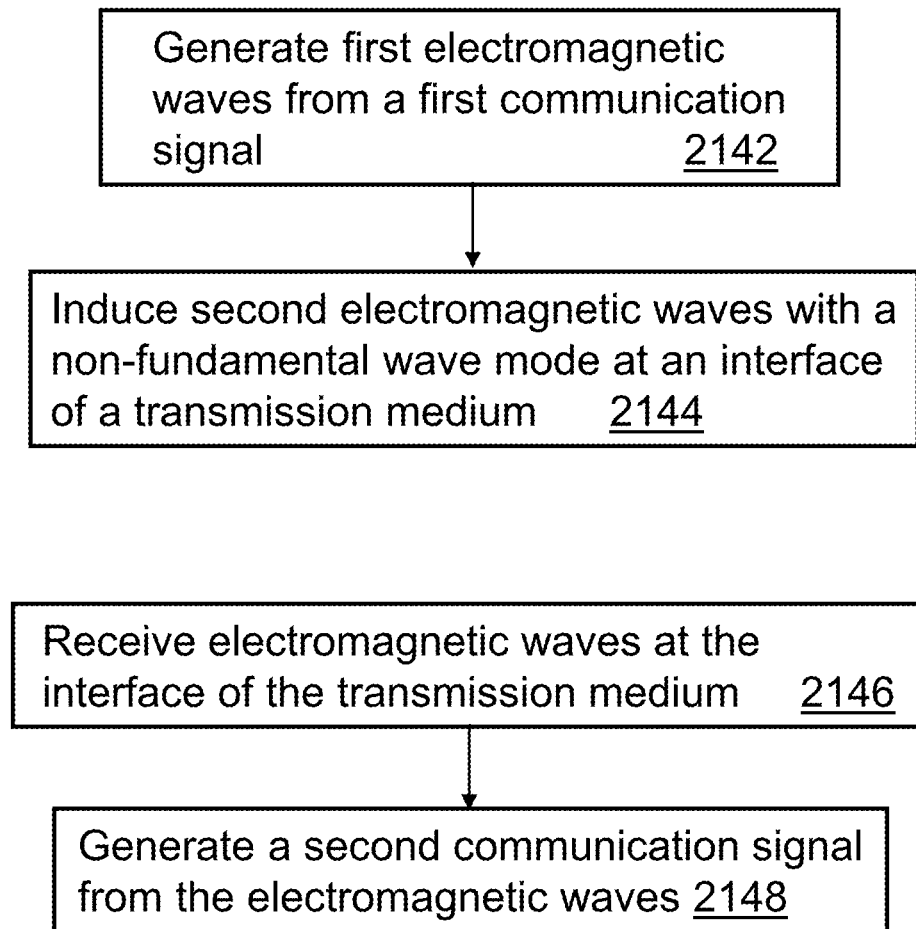 Generate first electromagnetic
waves from a first communication
signal 2142
Induce second electromagnetic waves with a
non-fundamental wave mode at an interface
of a transmission medium 2144
Receive electromagnetic waves at the
interface of the transmission medium 2146
Generate a second communication signal
from the electromagnetic waves 2148